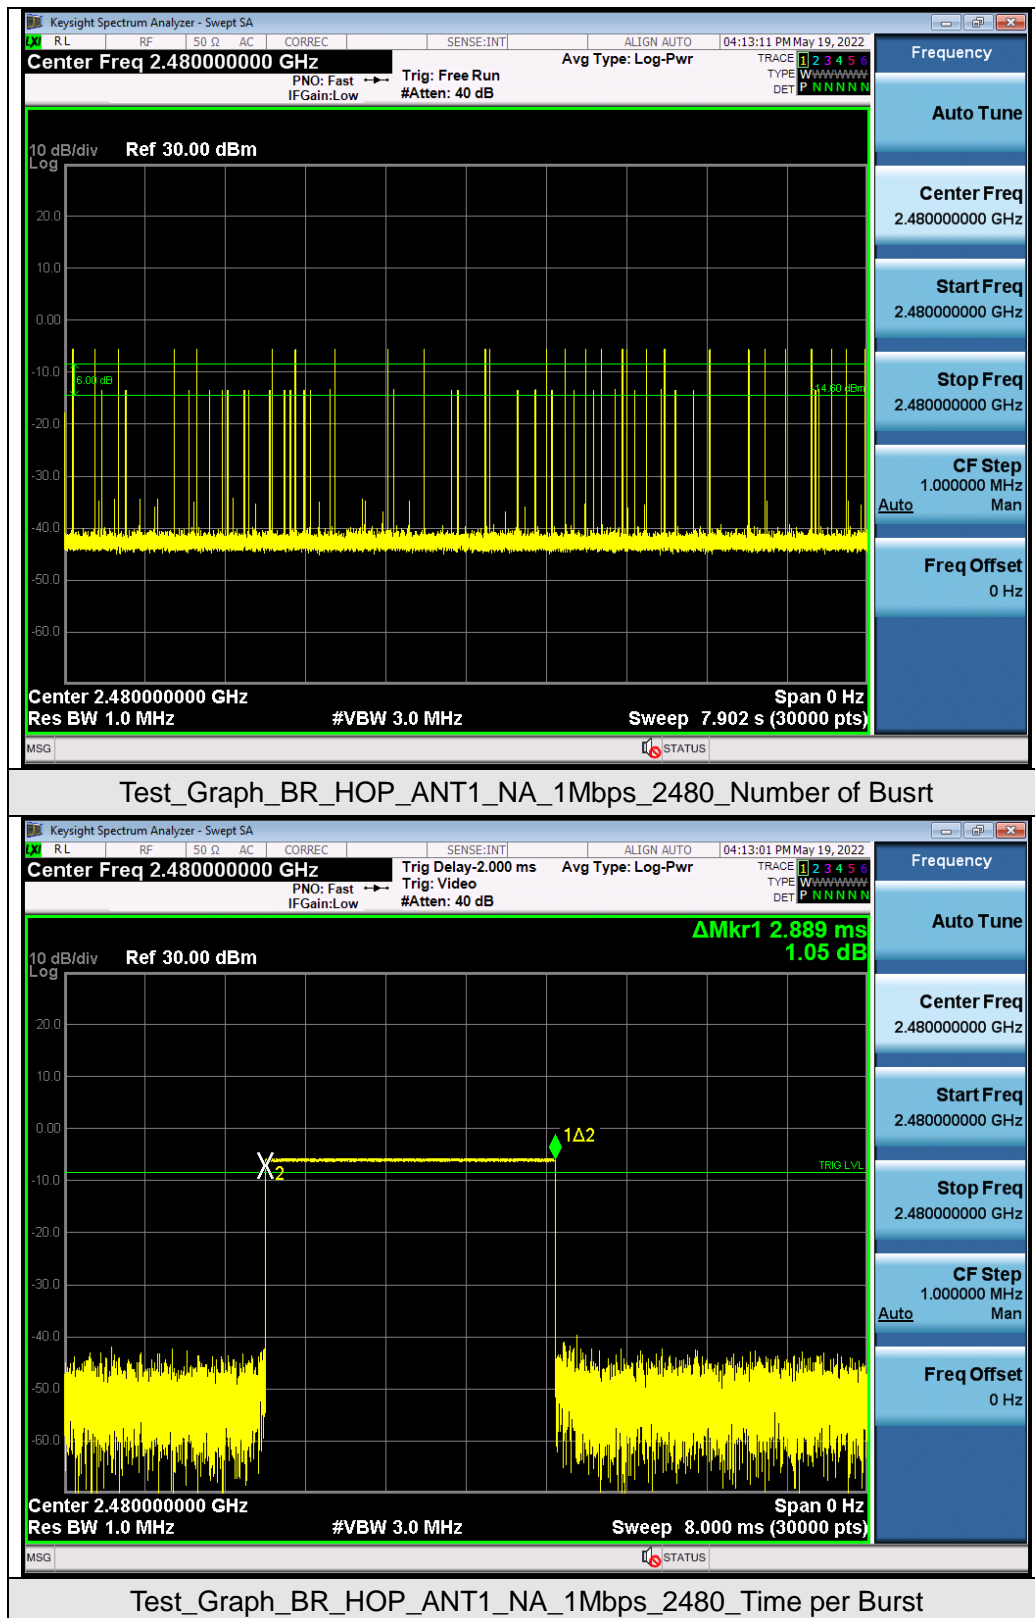 Keysight Spectrum Analyzer - Swept SA
LXI RL RF 50 Ω AC CORREC SENSE:INT ALIGN AUTO 04:13:11 PM May 19, 2022
Center Freq 2.480000000 GHz
PNO: Fast
IFGain:Low
Trig: Free Run
#Atten: 40 dB
Avg Type: Log-Pwr
TRACE 1 2 3 4 5 6
TYPE WWWWWW
DET P N N N N N
10 dB/div Ref 30.00 dBm
Log
20.0
10.0
0.00
-10.0
6.00 dB
-14.60 dBm
-20.0
-30.0
-40.0
-50.0
-60.0
Center 2.480000000 GHz Span 0 Hz
Res BW 1.0 MHz #VBW 3.0 MHz Sweep 7.902 s (30000 pts)
MSG STATUS
Frequency
Auto Tune
Center Freq
2.480000000 GHz
Start Freq
2.480000000 GHz
Stop Freq
2.480000000 GHz
CF Step
1.000000 MHz
Auto Man
Freq Offset
0 Hz
Test_Graph_BR_HOP_ANT1_NA_1Mbps_2480_Number of Busrt
Keysight Spectrum Analyzer - Swept SA
LXI RL RF 50 Ω AC CORREC SENSE:INT ALIGN AUTO 04:13:01 PM May 19, 2022
Center Freq 2.480000000 GHz
PNO: Fast
IFGain:Low
Trig Delay-2.000 ms
Trig: Video
#Atten: 40 dB
Avg Type: Log-Pwr
TRACE 1 2 3 4 5 6
TYPE WWWWWW
DET P N N N N N
ΔMkr1 2.889 ms
1.05 dB
10 dB/div Ref 30.00 dBm
Log
20.0
10.0
0.00
1Δ2
X2
TRIG LVL
-10.0
-20.0
-30.0
-40.0
-50.0
-60.0
Center 2.480000000 GHz Span 0 Hz
Res BW 1.0 MHz #VBW 3.0 MHz Sweep 8.000 ms (30000 pts)
MSG STATUS
Frequency
Auto Tune
Center Freq
2.480000000 GHz
Start Freq
2.480000000 GHz
Stop Freq
2.480000000 GHz
CF Step
1.000000 MHz
Auto Man
Freq Offset
0 Hz
Test_Graph_BR_HOP_ANT1_NA_1Mbps_2480_Time per Burst